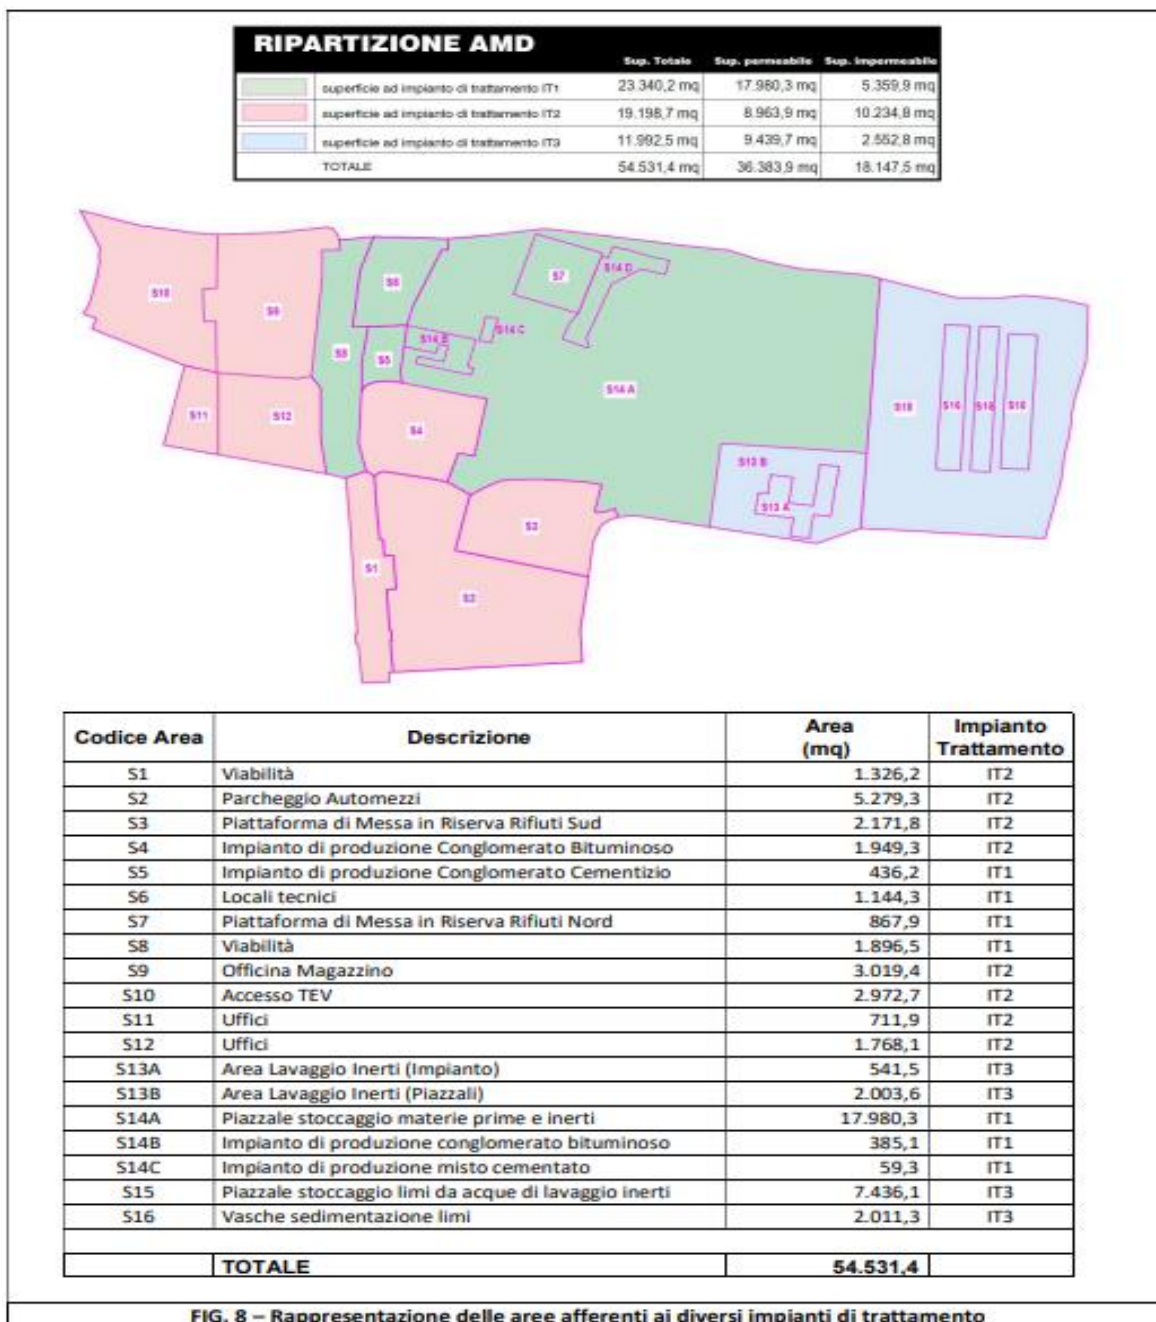 RIPARTIZIONE AMD
Sup. Totale Sup. permeabile Sup. impermeabile
superficie ad impianto di trattamento IT1 23.340,2 mq 17.980,3 mq 5.359,9 mq
superficie ad impianto di trattamento IT2 19.198,7 mq 8.963,9 mq 10.234,8 mq
superficie ad impianto di trattamento IT3 11.992,5 mq 9.439,7 mq 2.552,8 mq
TOTALE 54.531,4 mq 36.383,9 mq 18.147,5 mq
S7 S14 D
S10 S6
S9
S14 C
S14 B
S8 S5
S14 A
S16 S16
S11 S12
S4
S13 B
S13 A
S3
S1
S2
Codice Area Descrizione Area (mq) Impianto Trattamento
S1 Viabilità 1.326,2 IT2
S2 Parcheggio Automezzi 5.279,3 IT2
S3 Piattaforma di Messa in Riserva Rifiuti Sud 2.171,8 IT2
S4 Impianto di produzione Conglomerato Bituminoso 1.949,3 IT2
S5 Impianto di produzione Conglomerato Cementizio 436,2 IT1
S6 Locali tecnici 1.144,3 IT1
S7 Piattaforma di Messa in Riserva Rifiuti Nord 867,9 IT1
S8 Viabilità 1.896,5 IT1
S9 Officina Magazzino 3.019,4 IT2
S10 Accesso TEV 2.972,7 IT2
S11 Uffici 711,9 IT2
S12 Uffici 1.768,1 IT2
S13A Area Lavaggio Inerti (Impianto) 541,5 IT3
S13B Area Lavaggio Inerti (Piazzali) 2.003,6 IT3
S14A Piazzale stoccaggio materie prime e inerti 17.980,3 IT1
S14B Impianto di produzione conglomerato bituminoso 385,1 IT1
S14C Impianto di produzione misto cementato 59,3 IT1
S15 Piazzale stoccaggio limi da acque di lavaggio inerti 7.436,1 IT3
S16 Vasche sedimentazione limi 2.011,3 IT3
TOTALE 54.531,4
FIG. 8 – Rappresentazione delle aree afferenti ai diversi impianti di trattamento